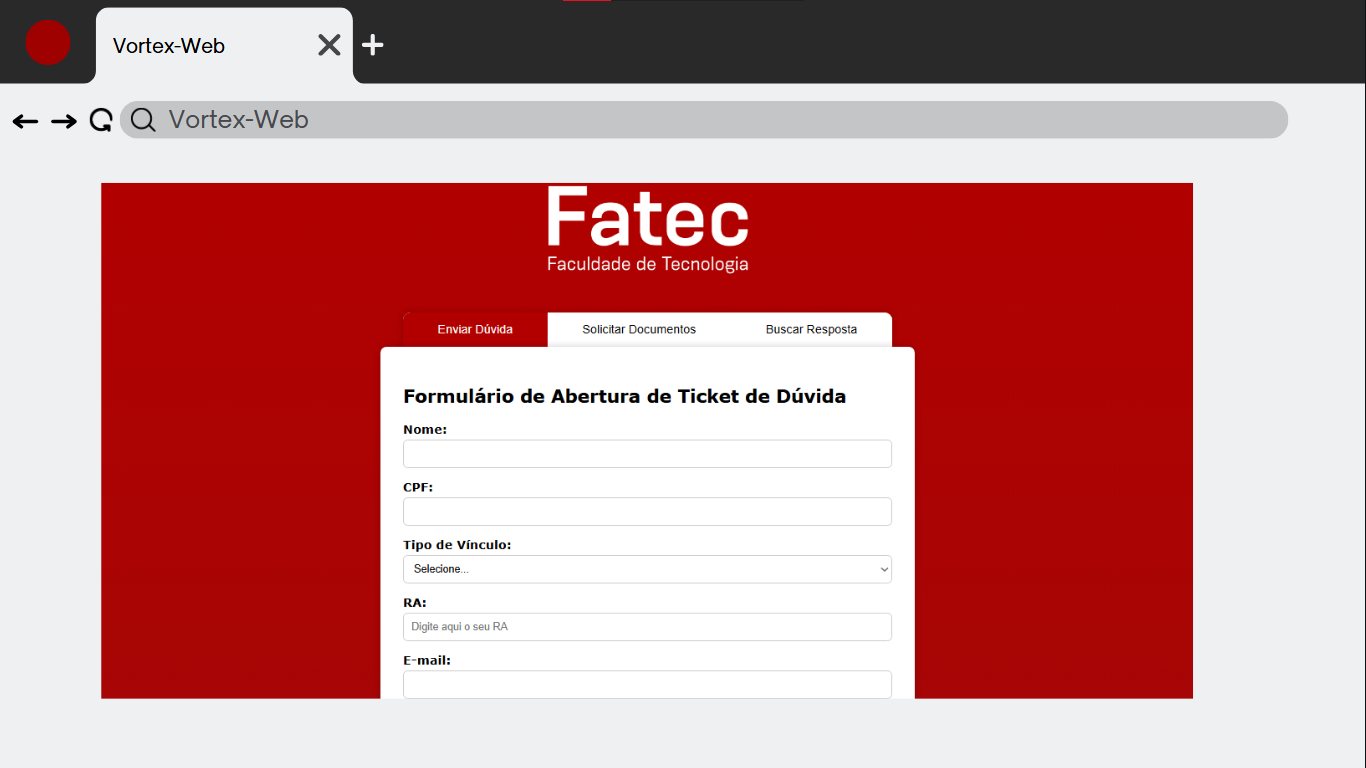 Vortex-Web
Vortex-Web
Fatec
Faculdade de Tecnologia
Enviar Dúvida Solicitar Documentos Buscar Resposta
Formulário de Abertura de Ticket de Dúvida
Nome:
CPF:
Tipo de Vínculo:
Selecione...
RA:
Digite aqui o seu RA
E-mail: